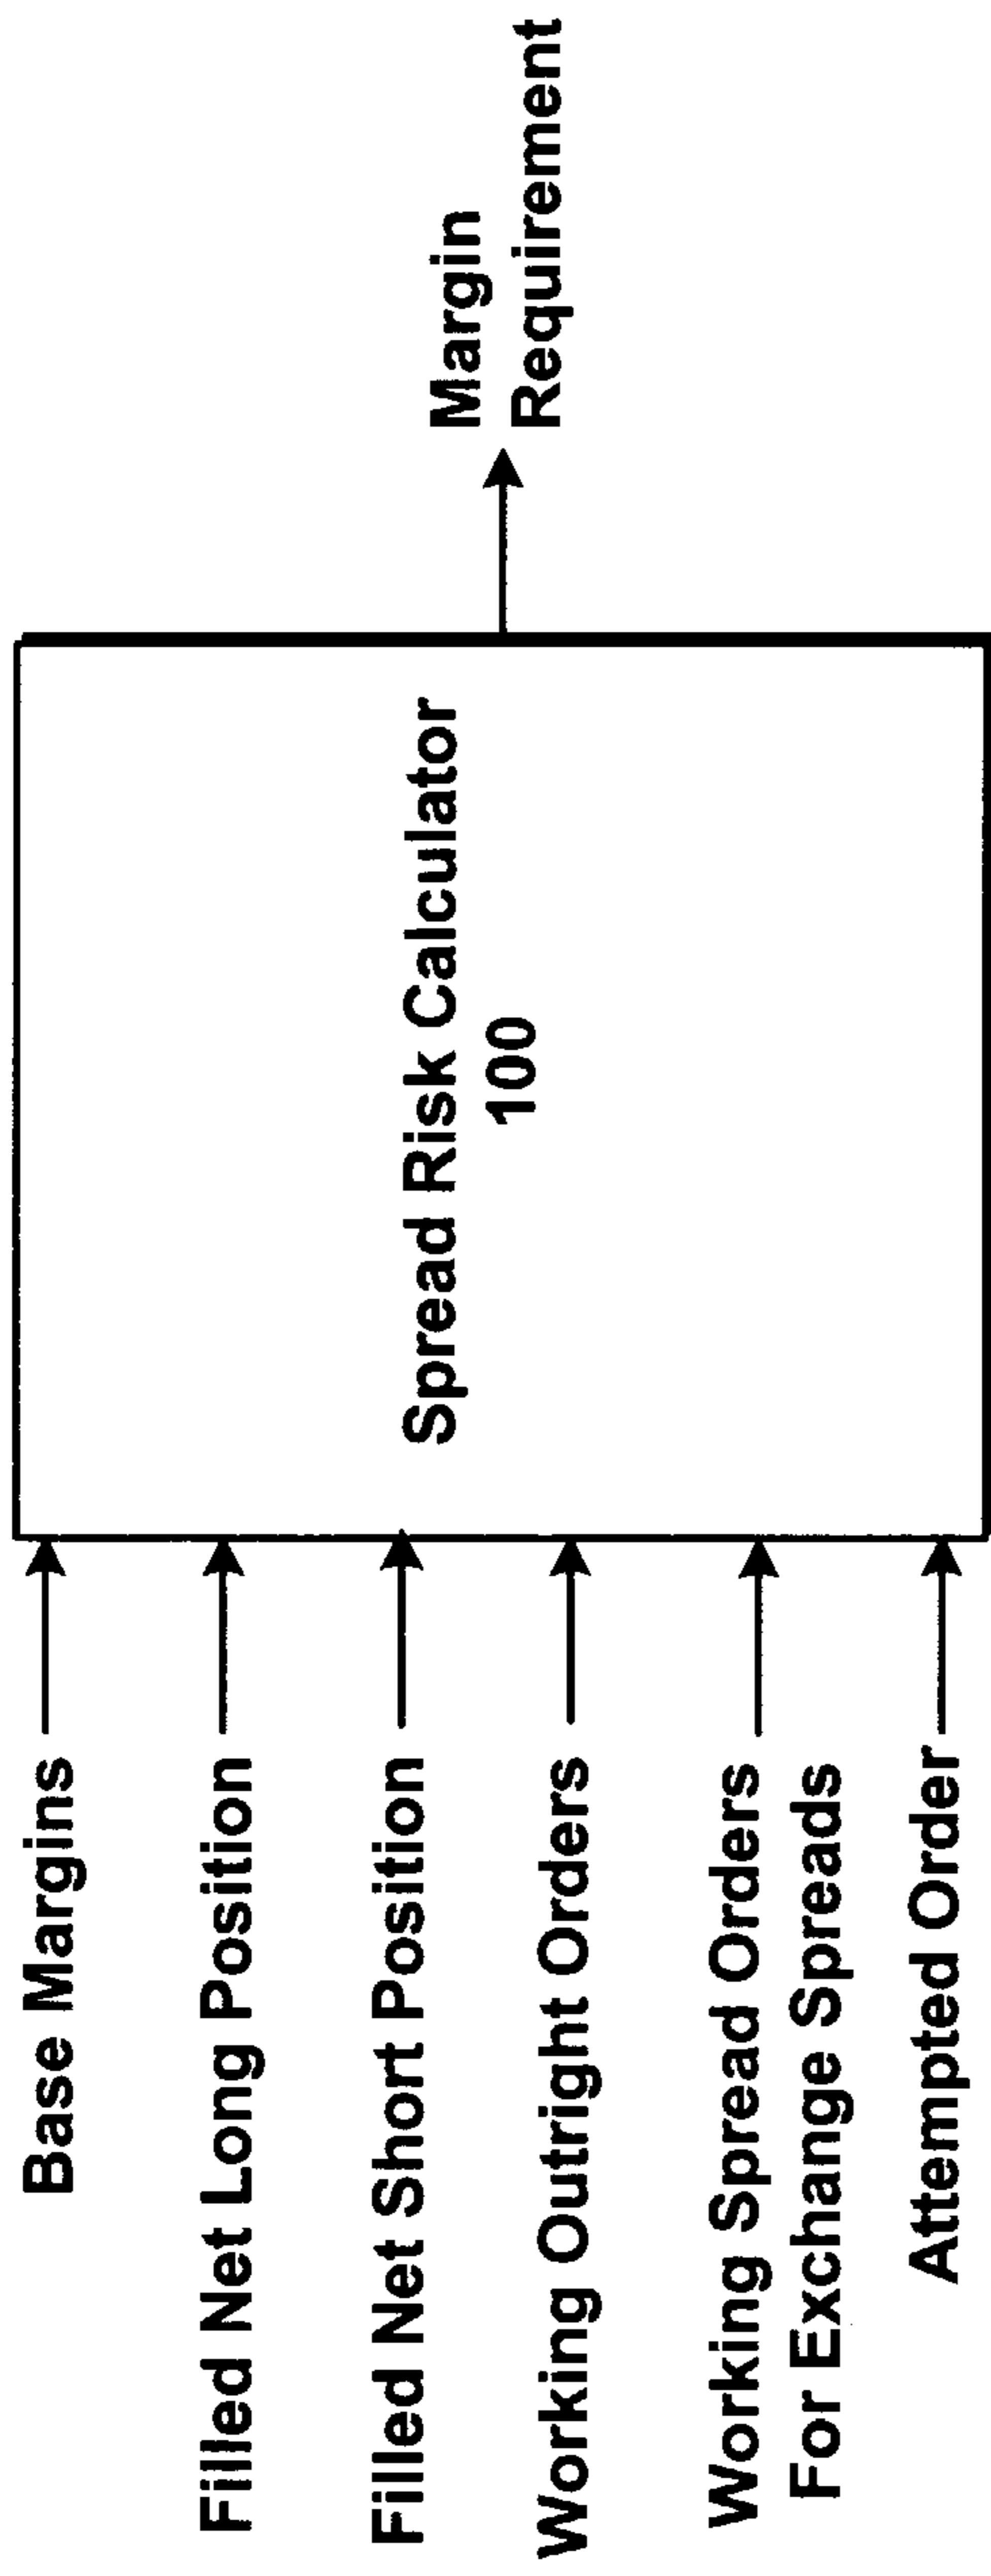 Base Margins
Filled Net Long Position
Filled Net Short Position
Working Outright Orders
Working Spread Orders
For Exchange Spreads
Attempted Order
Spread Risk Calculator
100
Margin
Requirement